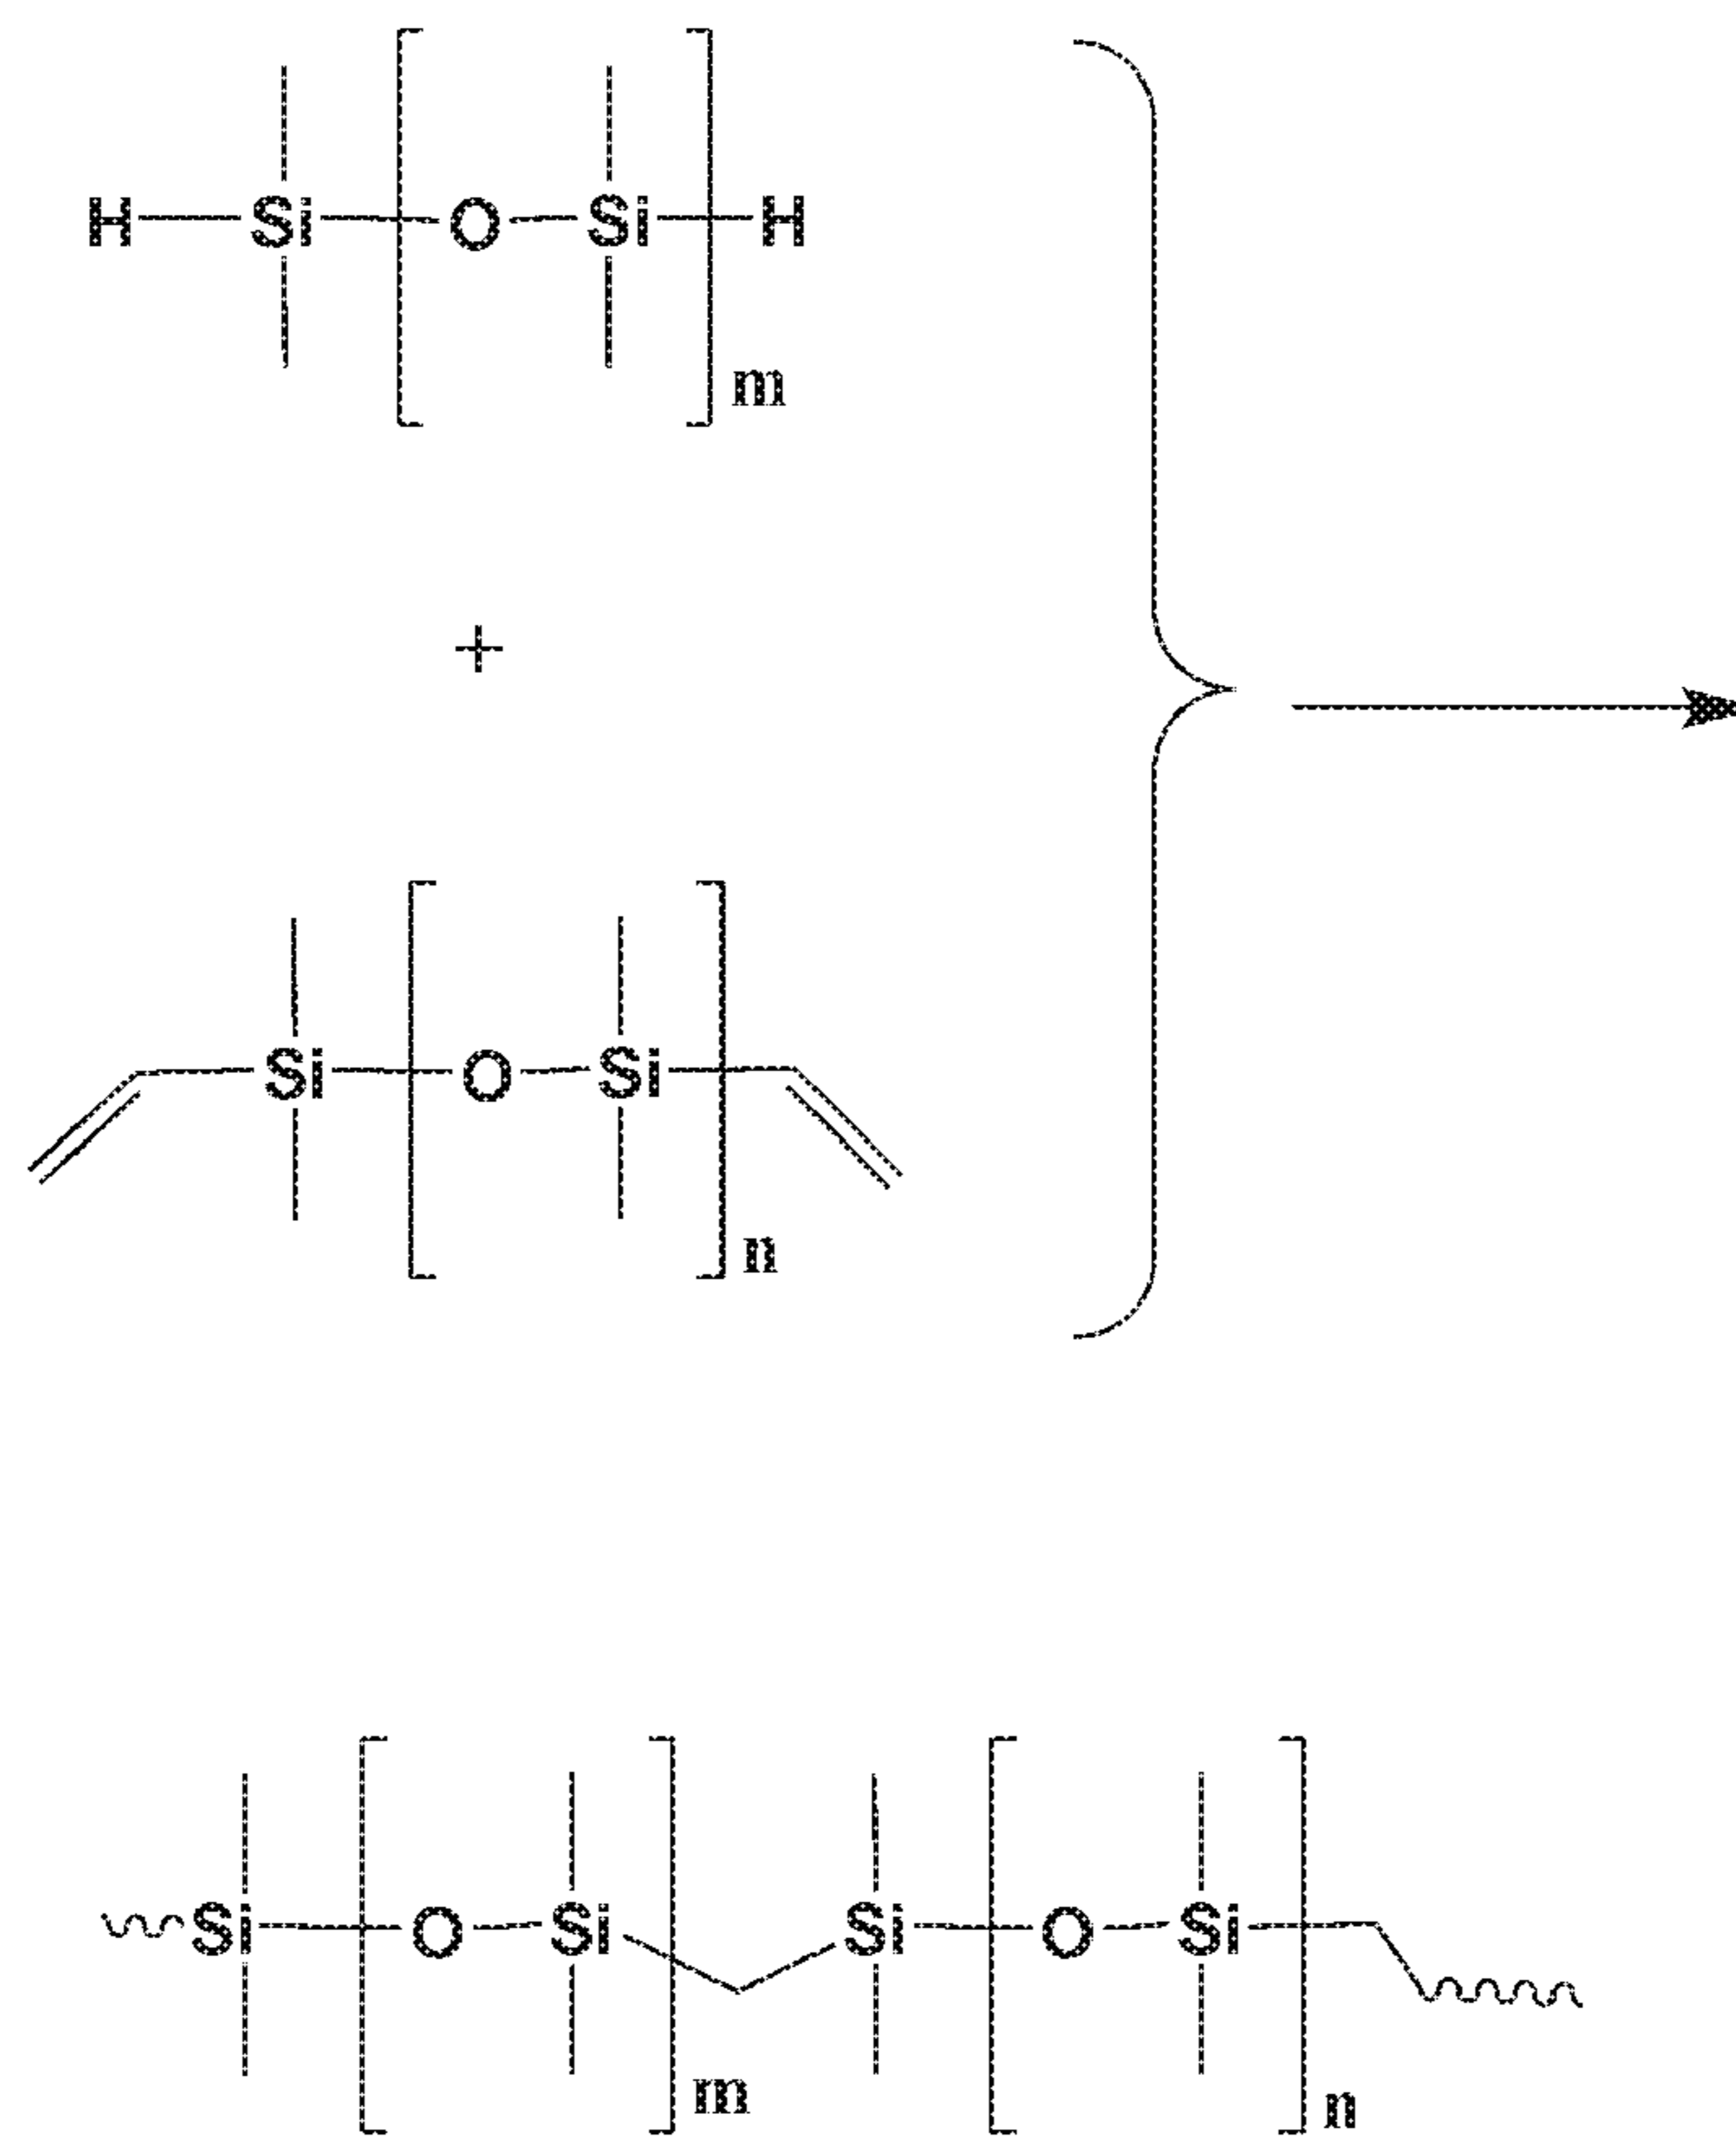 H Si O Si H
m
+
Si O Si
n
Si O Si Si O Si
m n